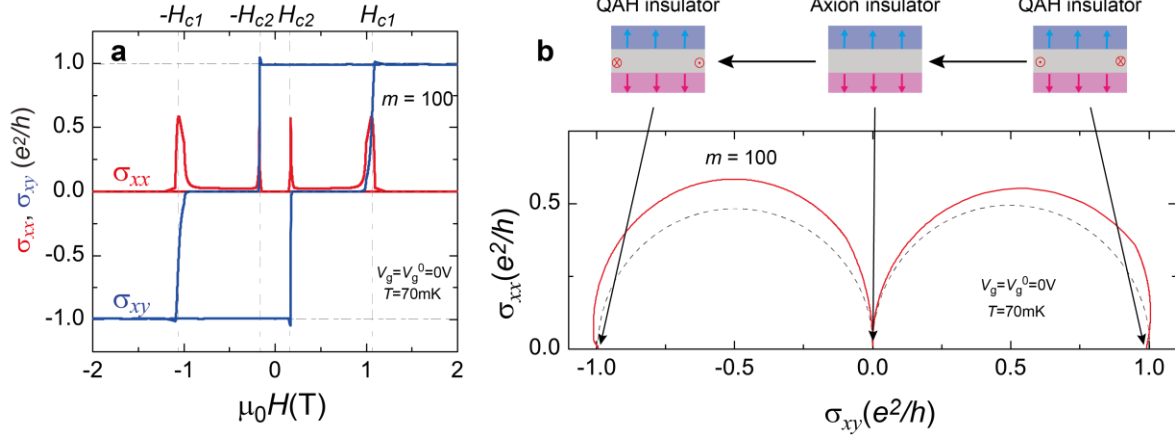 -Hc1 -Hc2 Hc2 Hc1
a
m = 100
σxx, σxy (e²/h)
1.0
0.5
0.0
-0.5
-1.0
σxx
σxy
Vg=Vg⁰=0V
T=70mK
-2 -1 0 1 2
μ0H(T)
QAH insulator Axion insulator QAH insulator
b
m = 100
σxx(e²/h)
0.5
0.0
Vg=Vg⁰=0V
T=70mK
-1.0 -0.5 0.0 0.5 1.0
σxy(e²/h)